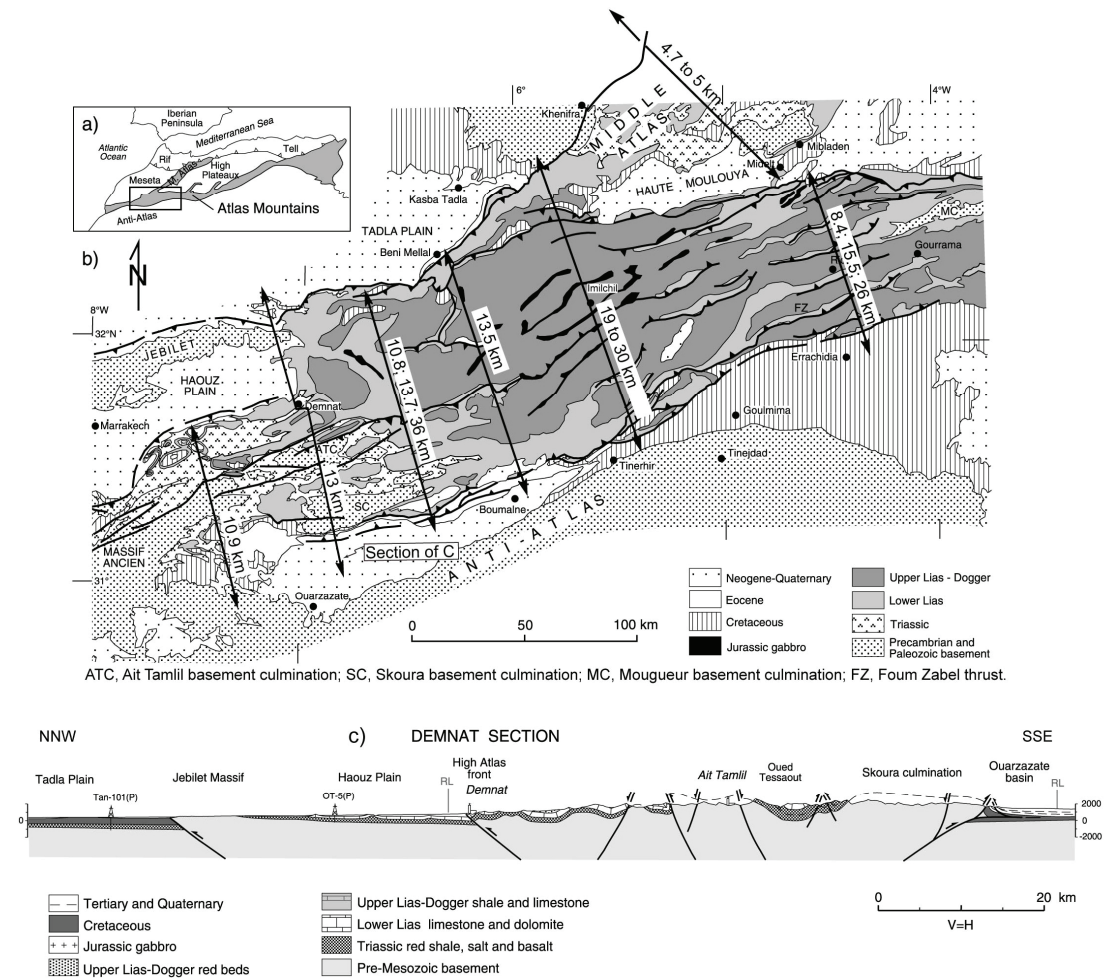 a)
Iberian
Peninsula
Atlantic
Ocean
Mediterranean Sea
Rif
Tell
Meseta
M. Atlas
High
Plateaux
Anti-Atlas
Atlas Mountains
b)
N
8°W
32°N
31°
6°
4°W
4.7 to 5 km
Khenifra
MIDDLE
ATLAS
Mibladen
Midelt
HAUTE MOULOUYA
Kasba Tadla
TADLA PLAIN
Beni Mellal
MC
Gourrama
R
8.4; 15.5; 26 km
Imilchil
FZ
19 to 30 km
13.5 km
10.8; 13.7; 36 km
Errachidia
JEBILET
HAOUZ
PLAIN
Demnat
Marrakech
ATC
13 km
SC
Goulmima
Tinejdad
Tinerhir
Boumalne
10.9 km
MASSIF
ANCIEN
Section of C
ANTI-ATLAS
Ouarzazate
0 50 100 km
Neogene-Quaternary
Eocene
Cretaceous
Jurassic gabbro
Upper Lias - Dogger
Lower Lias
Triassic
Precambrian and
Paleozoic basement
ATC, Ait Tamlil basement culmination; SC, Skoura basement culmination; MC, Mougueur basement culmination; FZ, Foum Zabel thrust.
NNW c) DEMNAT SECTION SSE
Tadla Plain
Tan-101(P)
Jebilet Massif
Haouz Plain
OT-5(P)
RL
High Atlas
front
Demnat
Ait Tamlil
Oued
Tessaout
Skoura culmination
Ouarzazate
basin
RL
0
2000
0
-2000
Tertiary and Quaternary
Cretaceous
Jurassic gabbro
Upper Lias-Dogger red beds
Upper Lias-Dogger shale and limestone
Lower Lias limestone and dolomite
Triassic red shale, salt and basalt
Pre-Mesozoic basement
0 20 km
V=H